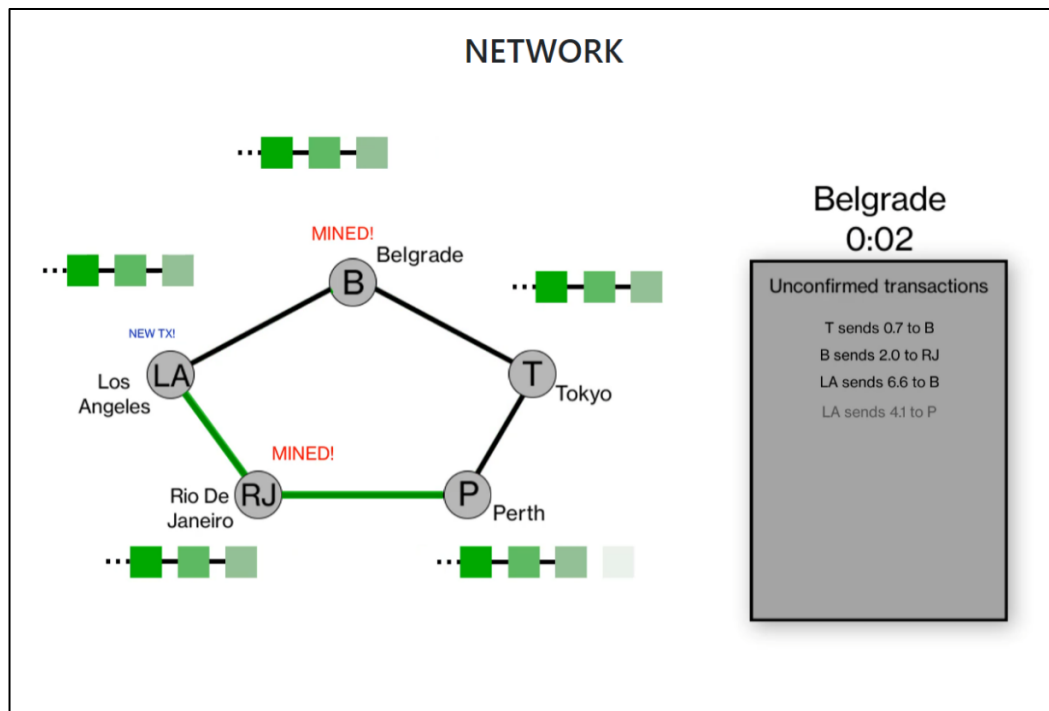 NETWORK
MINED!
B
Belgrade
NEW TX!
LA
Los
Angeles
T
Tokyo
MINED!
RJ
Rio De
Janeiro
P
Perth
Belgrade
0:02
Unconfirmed transactions
T sends 0.7 to B
B sends 2.0 to RJ
LA sends 6.6 to B
LA sends 4.1 to P